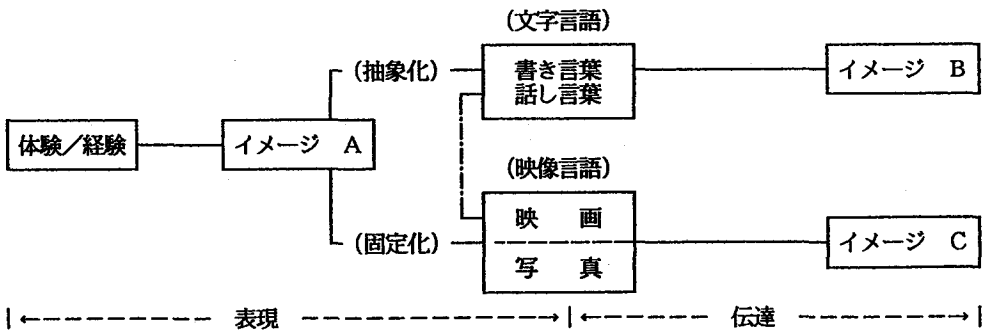 (文字言語)
(抽象化)
書き言葉
話し言葉
イメージ B
体験/経験
イメージ A
(映像言語)
(固定化)
映 画
写 真
イメージ C
表現
伝達